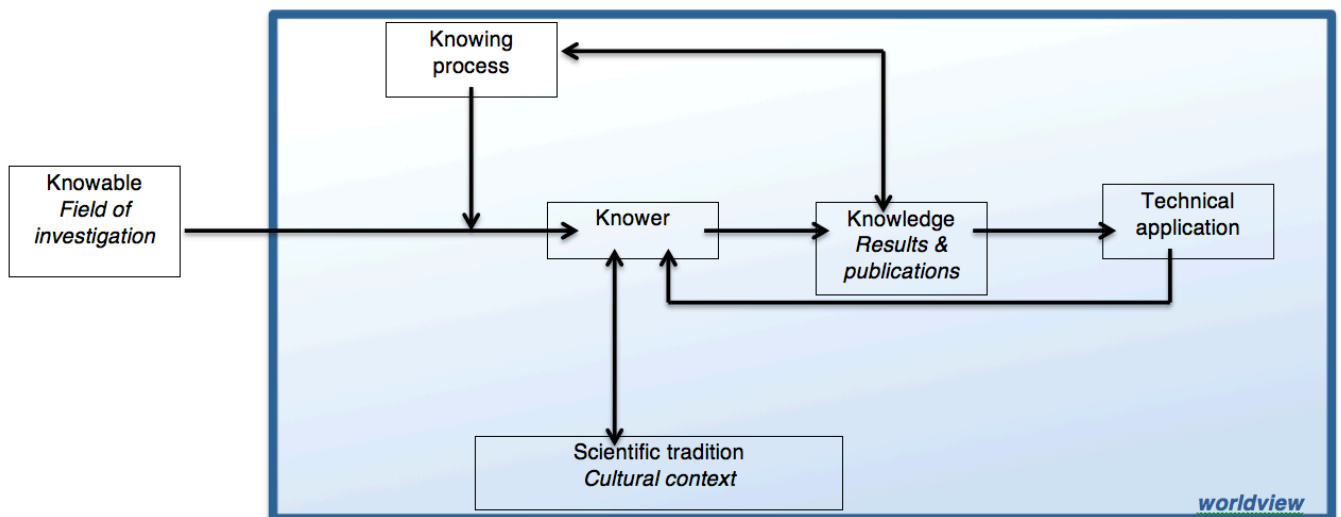 Knowing
process
Knowable
Field of
investigation
Knower
Knowledge
Results &
publications
Technical
application
Scientific tradition
Cultural context
worldview